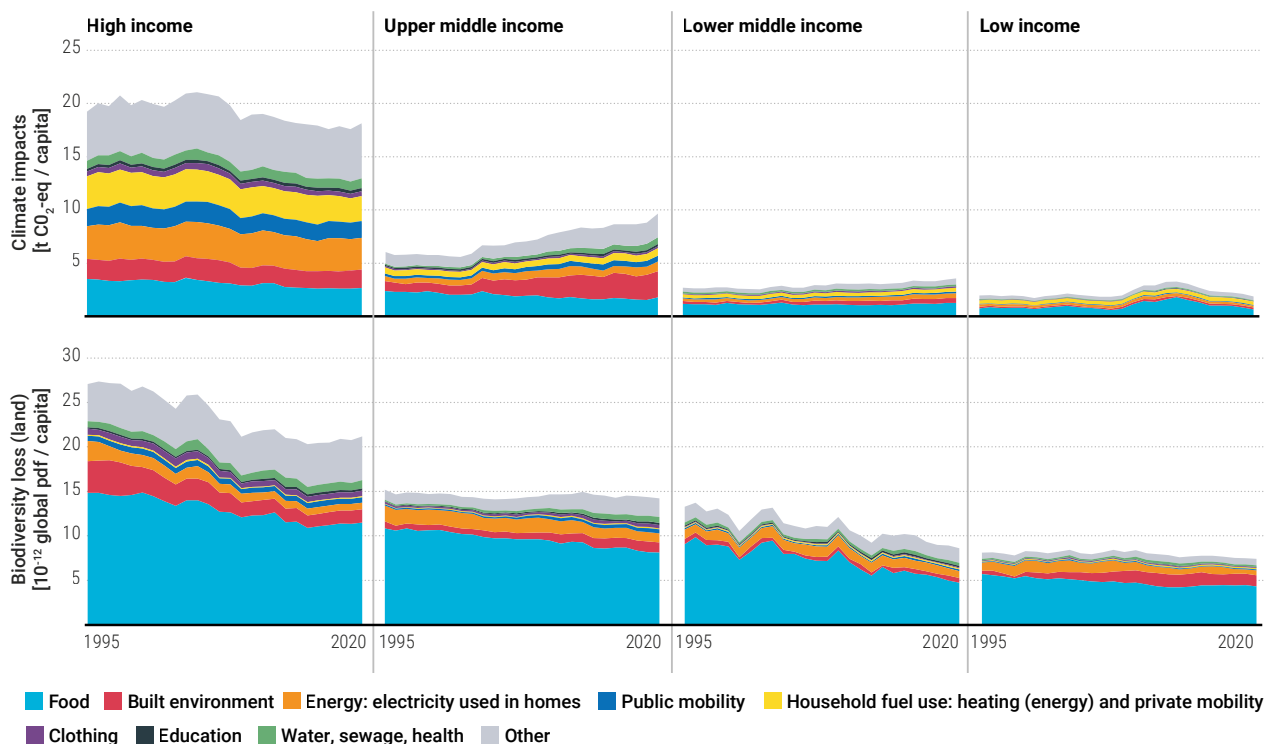 High income
Upper middle income
Lower middle income
Low income
Climate impacts
[t CO₂-eq / capita]
25
20
15
10
5
Biodiversity loss (land)
[10⁻¹² global pdf / capita]
30
25
20
15
10
5
1995
2020
1995
2020
1995
2020
1995
2020
Food
Built environment
Energy: electricity used in homes
Public mobility
Household fuel use: heating (energy) and private mobility
Clothing
Education
Water, sewage, health
Other